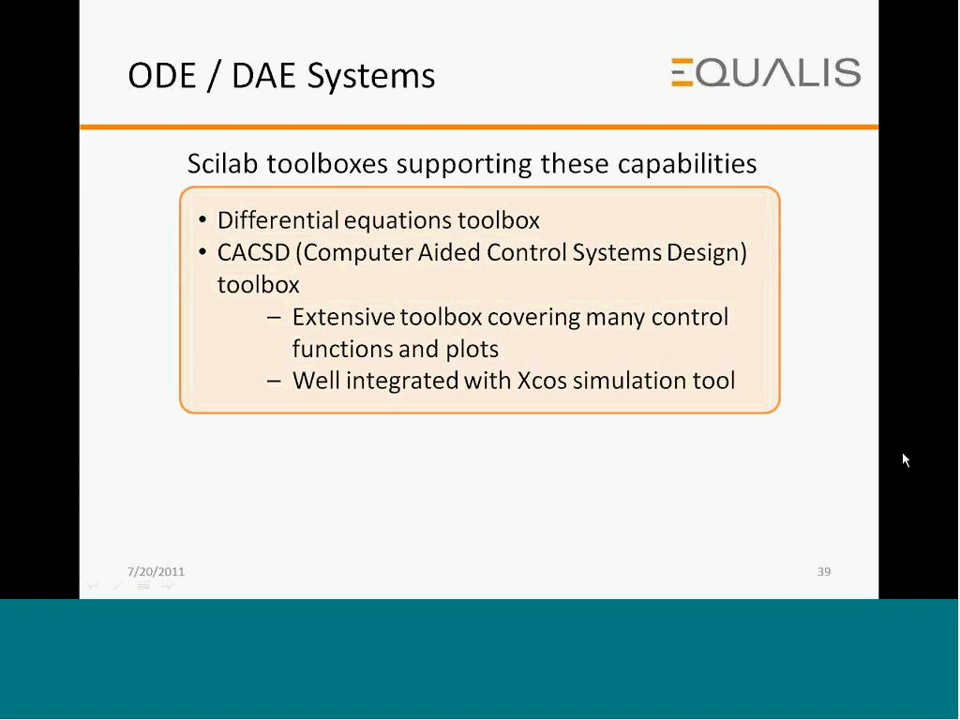 ODE / DAE Systems
EQUALIS
Scilab toolboxes supporting these capabilities
• Differential equations toolbox
• CACSD (Computer Aided Control Systems Design)
toolbox
– Extensive toolbox covering many control
functions and plots
– Well integrated with Xcos simulation tool
7/20/2011
39